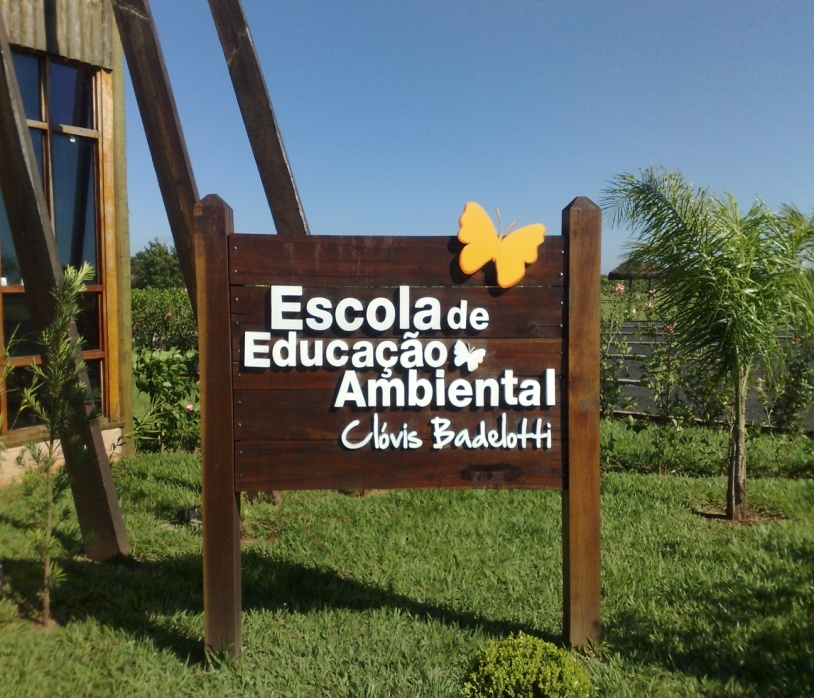 Escola de
Educação
Ambiental
Clóvis Badelotti